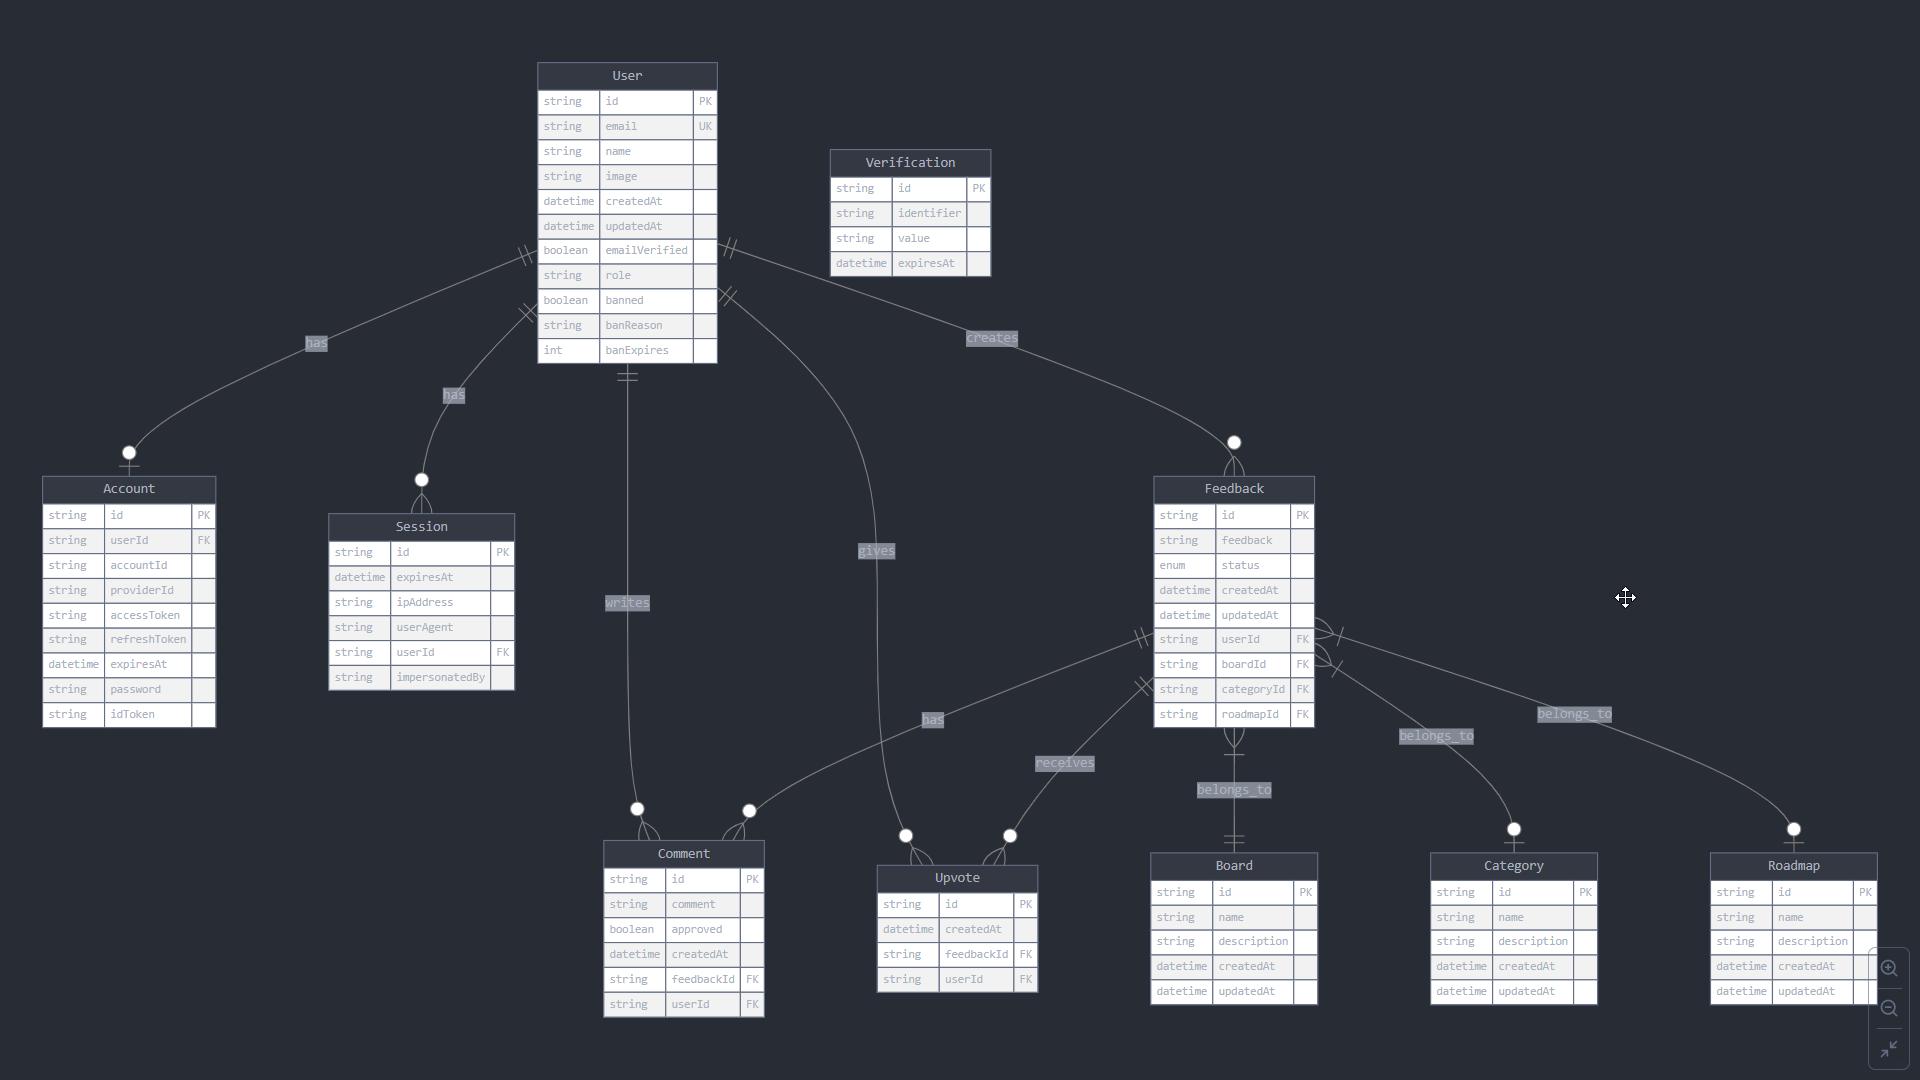 User
string id PK
string email UK
string name
string image
datetime createdAt
datetime updatedAt
boolean emailVerified
string role
boolean banned
string banReason
int banExpires
Verification
string id PK
string identifier
string value
datetime expiresAt
has
has
creates
writes
gives
Account
string id PK
string userId FK
string accountId
string providerId
string accessToken
string refreshToken
datetime expiresAt
string password
string idToken
Session
string id PK
datetime expiresAt
string ipAddress
string userAgent
string userId FK
string impersonatedBy
Feedback
string id PK
string feedback
enum status
datetime createdAt
datetime updatedAt
string userId FK
string boardId FK
string categoryId FK
string roadmapId FK
has
receives
belongs_to
belongs_to
belongs_to
Comment
string id PK
string comment
boolean approved
datetime createdAt
string feedbackId FK
string userId FK
Upvote
string id PK
datetime createdAt
string feedbackId FK
string userId FK
Board
string id PK
string name
string description
datetime createdAt
datetime updatedAt
Category
string id PK
string name
string description
datetime createdAt
datetime updatedAt
Roadmap
string id PK
string name
string description
datetime createdAt
datetime updatedAt